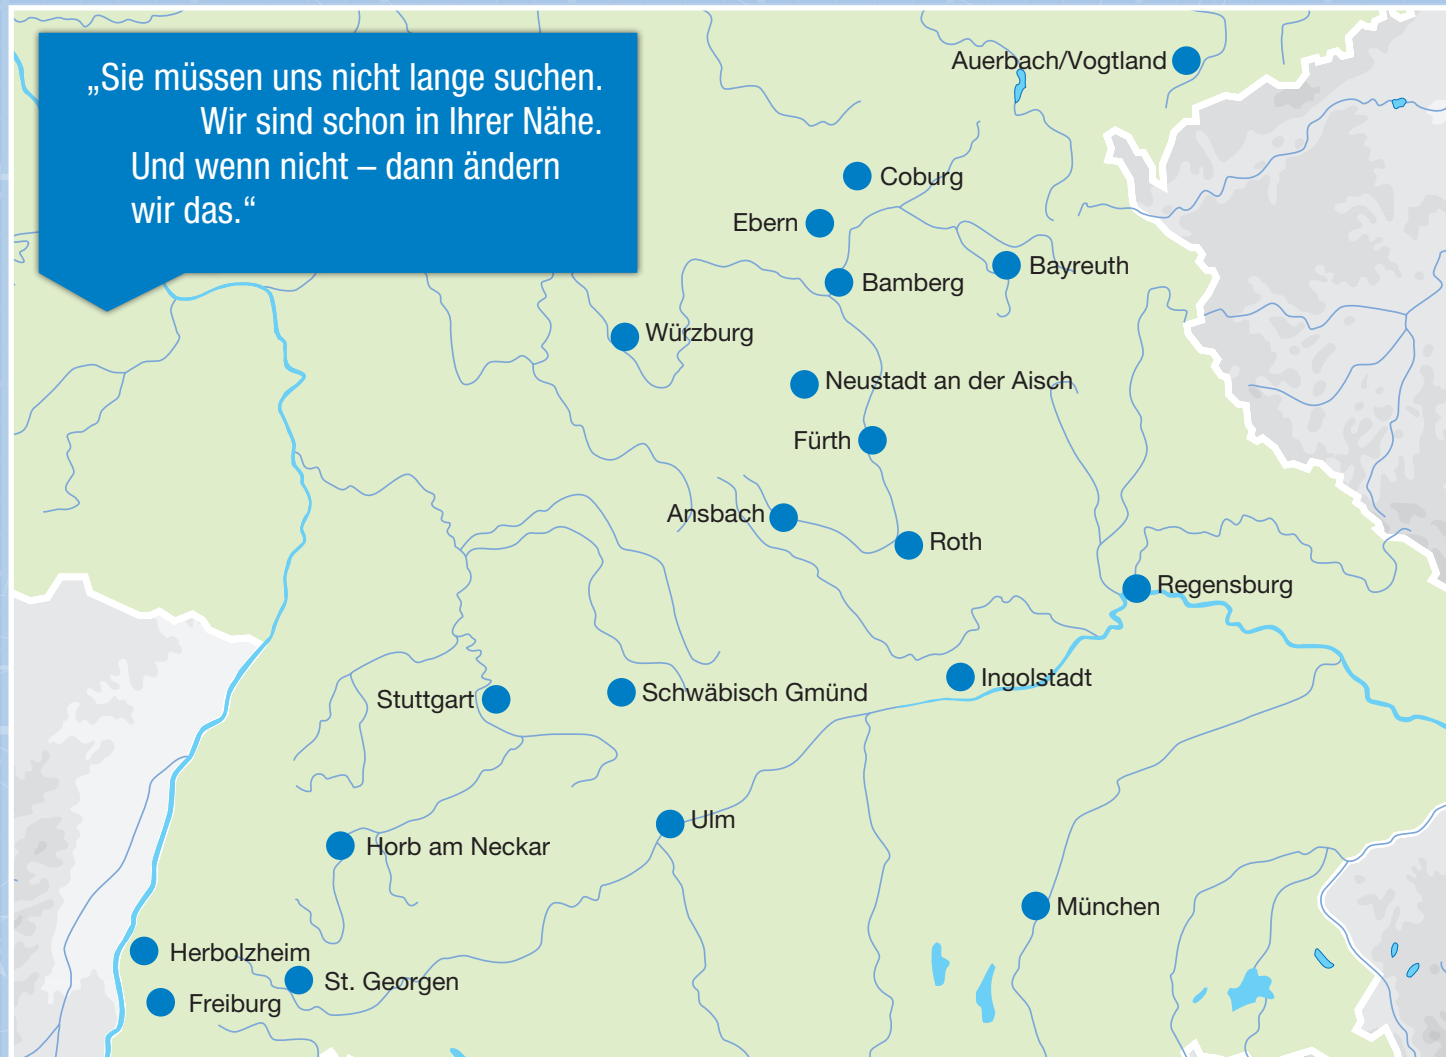 „Sie müssen uns nicht lange suchen.
Wir sind schon in Ihrer Nähe.
Und wenn nicht – dann ändern
wir das.“
Auerbach/Vogtland
Coburg
Ebern
Bayreuth
Bamberg
Würzburg
Neustadt an der Aisch
Fürth
Ansbach
Roth
Regensburg
Ingolstadt
Stuttgart
Schwäbisch Gmünd
Ulm
Horb am Neckar
München
Herbolzheim
St. Georgen
Freiburg